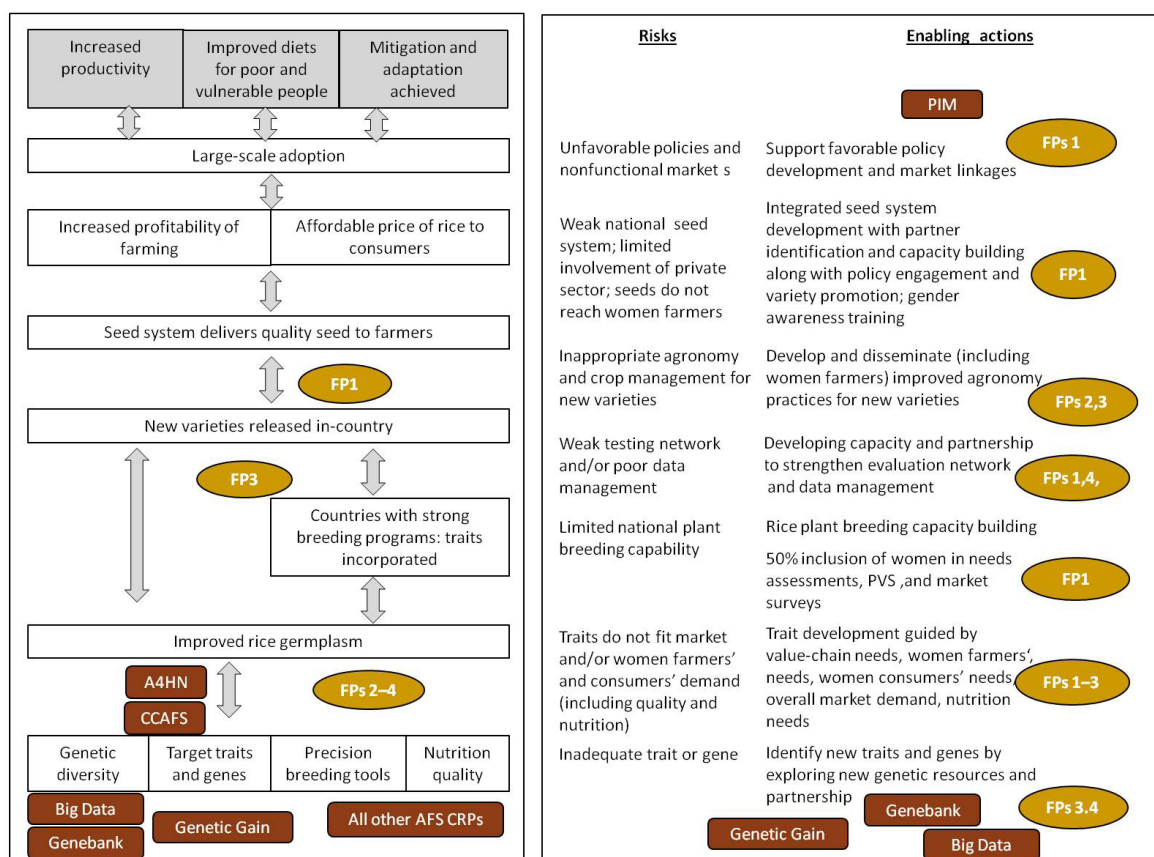 Increased
productivity
Improved diets
for poor and
vulnerable people
Mitigation and
adaptation
achieved
Large-scale adoption
Increased profitability of
farming
Affordable price of rice to
consumers
Seed system delivers quality seed to farmers
FP1
New varieties released in-country
FP3
Countries with strong
breeding programs: traits
incorporated
Improved rice germplasm
A4HN
CCAFS
FPs 2–4
Genetic
diversity
Target traits
and genes
Precision
breeding tools
Nutrition
quality
Big Data
Genebank
Genetic Gain
All other AFS CRPs
Risks
Enabling actions
PIM
FPs 1
Unfavorable policies and
nonfunctional market s
Support favorable policy
development and market linkages
Weak national seed
system; limited
involvement of private
sector; seeds do not
reach women farmers
Integrated seed system
development with partner
identification and capacity building
along with policy engagement and
variety promotion; gender
awareness training
FP1
Inappropriate agronomy
and crop management for
new varieties
Develop and disseminate (including
women farmers) improved agronomy
practices for new varieties
FPs 2,3
Weak testing network
and/or poor data
management
Developing capacity and partnership
to strengthen evaluation network
and data management
FPs 1,4,
Limited national plant
breeding capability
Rice plant breeding capacity building
50% inclusion of women in needs
assessments, PVS ,and market
surveys
FP1
Traits do not fit market
and/or women farmers’
and consumers’ demand
(including quality and
nutrition)
Trait development guided by
value-chain needs, women farmers‘,
needs, women consumers’ needs,
overall market demand, nutrition
needs
FPs 1–3
Inadequate trait or gene
Identify new traits and genes by
exploring new genetic resources and
partnership
Genebank
FPs 3.4
Genetic Gain
Big Data